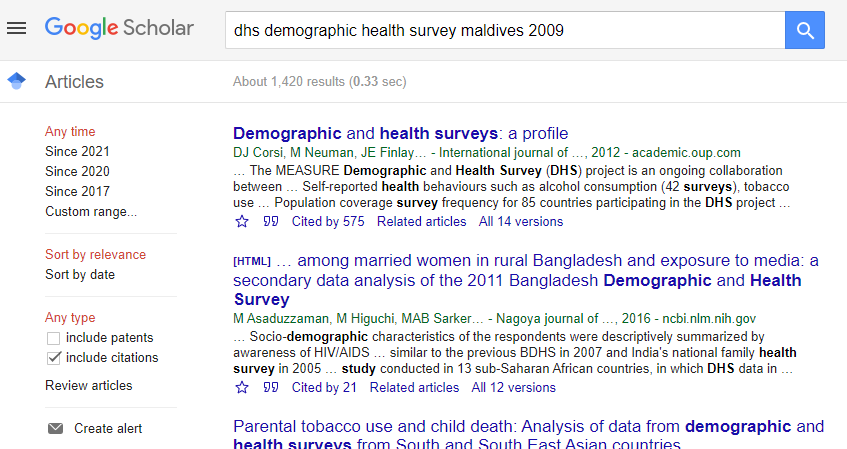 Google Scholar
dhs demographic health survey maldives 2009
Articles
About 1,420 results (0.33 sec)
Any time
Since 2021
Since 2020
Since 2017
Custom range...
Sort by relevance
Sort by date
Any type
include patents
include citations
Review articles
Create alert
Demographic and health surveys: a profile
DJ Corsi, M Neuman, JE Finlay… - International journal of …, 2012 - academic.oup.com
… The MEASURE Demographic and Health Survey (DHS) project is an ongoing collaboration
between … Self-reported health behaviours such as alcohol consumption (42 surveys), tobacco
use … Population coverage survey frequency for 85 countries participating in the DHS project …
Cited by 575 Related articles All 14 versions
[HTML] … among married women in rural Bangladesh and exposure to media: a
secondary data analysis of the 2011 Bangladesh Demographic and Health
Survey
M Asaduzzaman, M Higuchi, MAB Sarker… - Nagoya journal of …, 2016 - ncbi.nlm.nih.gov
… Socio-demographic characteristics of the respondents were descriptively summarized by
awareness of HIV/AIDS … similar to the previous BDHS in 2007 and India's national family health
survey in 2005 … study conducted in 13 sub-Saharan African countries, in which DHS data in …
Cited by 21 Related articles All 12 versions
Parental tobacco use and child death: Analysis of data from demographic and
health surveys from South and South East Asian countries